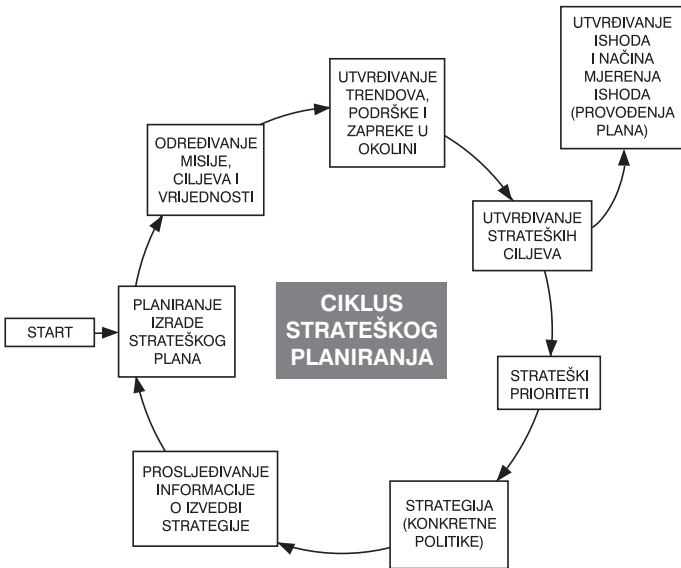 START
PLANIRANJE
IZRADE
STRATEŠKOG
PLANA
ODREĐIVANJE
MISIJE,
CILJEVA I
VRIJEDNOSTI
UTVRĐIVANJE
TRENDOVA,
PODRŠKE I
ZAPREKE U
OKOLINI
UTVRĐIVANJE
STRATEŠKIH
CILJEVA
UTVRĐIVANJE
ISHODA
I NAČINA
MJERENJA
ISHODA
(PROVOĐENJA
PLANA)
STRATEŠKI
PRIORITETI
STRATEGIJA
(KONKRETNE
POLITIKE)
PROSLJEĐIVANJE
INFORMACIJE
O IZVEDBI
STRATEGIJE
CIKLUS
STRATEŠKOG
PLANIRANJA